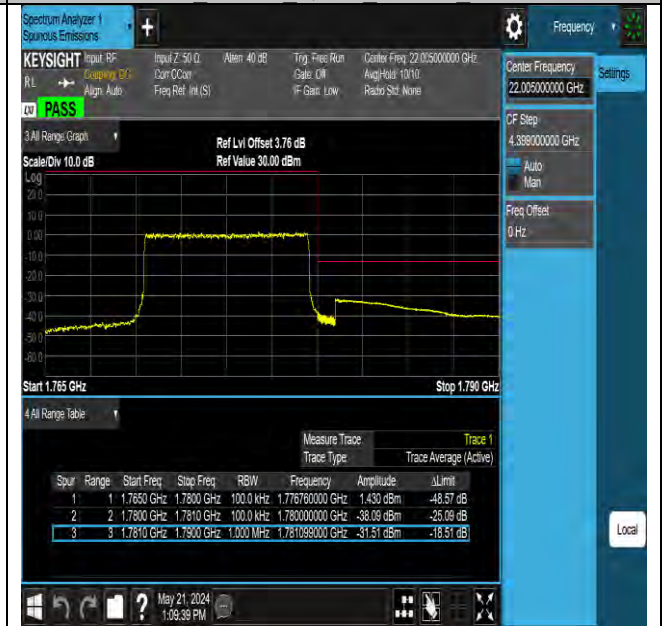 Spectrum Analyzer 1
Spurious Emissions
Frequency
KEYSIGHT Input: RF Input Z: 50 Ω Atten: 40 dB Trig: Free Run Center Freq: 22.005000000 GHz
RL Coupling: DC Corr CCorr Gate: Off Avg|Hold: 10/10
Align: Auto Freq Ref: Int (S) IF Gain: Low Radio Std: None
PASS
Center Frequency
22.005000000 GHz
Settings
CF Step
4.399000000 GHz
Auto
Man
Freq Offset
0 Hz
3 All Range Graph
Ref Lvl Offset 3.76 dB
Scale/Div 10.0 dB Ref Value 30.00 dBm
Log
20.0
10.0
0.00
-10.0
-20.0
-30.0
-40.0
-50.0
-60.0
Start 1.765 GHz Stop 1.790 GHz
4 All Range Table
Measure Trace Trace 1
Trace Type Trace Average (Active)
Spur Range Start Freq Stop Freq RBW Frequency Amplitude ΔLimit
1 1 1.7650 GHz 1.7800 GHz 100.0 kHz 1.776760000 GHz 1.430 dBm -48.57 dB
2 2 1.7800 GHz 1.7810 GHz 100.0 kHz 1.780000000 GHz -38.09 dBm -25.09 dB
3 3 1.7810 GHz 1.7900 GHz 1.000 MHz 1.781099000 GHz -31.51 dBm -18.51 dB
Local
May 21, 2024
1:09:39 PM